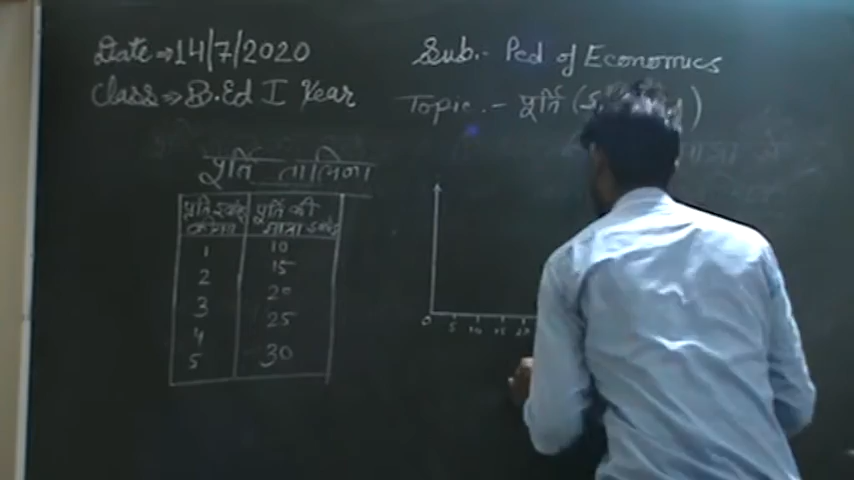 Date → 14/7/2020
Sub. - Ped of Economics
Class → B.Ed I Year
Topic. - पूर्ति (S
पूर्ति तालिका
पूर्ति की
मात्रा
1 10
2 15
3 20
4 25
5 30
0 5 10 15 20